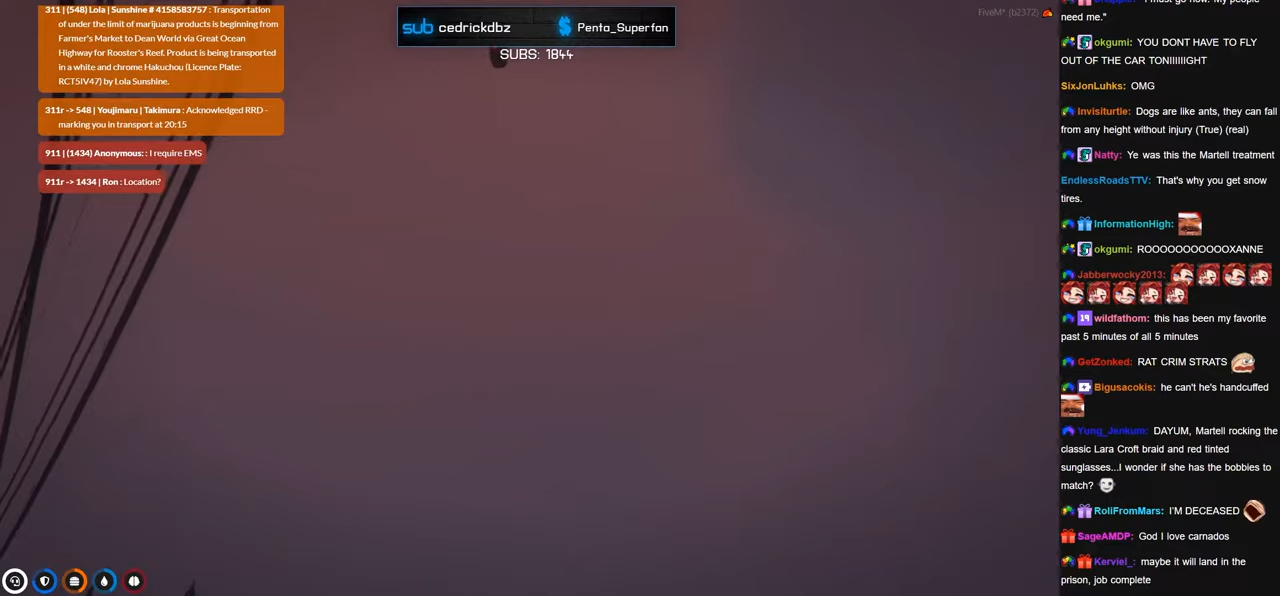 311 | (548) Lola | Sunshine # 4158583757 : Transportation
of under the limit of marijuana products is beginning from
Farmer's Market to Dean World via Great Ocean
Highway for Rooster's Reef. Product is being transported
in a white and chrome Hakuchou (Licence Plate:
RCT5IV47) by Lola Sunshine.
311r -> 548 | Youjimaru | Takimura : Acknowledged RRD -
marking you in transport at 20:15
911 | (1434) Anonymous: : I require EMS
911r -> 1434 | Ron : Location?
sub cedrickdbz Penta_Superfan
SUBS: 1844
FiveM* (b2372)
need me."
okgumi: YOU DONT HAVE TO FLY
OUT OF THE CAR TONIIIIIIGHT
SixJonLuhks: OMG
Invisiturtle: Dogs are like ants, they can fall
from any height without injury (True) (real)
Natty: Ye was this the Martell treatment
EndlessRoadsTTV: That's why you get snow
tires.
InformationHigh:
okgumi: ROOOOOOOOOOOXANNE
Jabberwocky2013:
19 wildfathom: this has been my favorite
past 5 minutes of all 5 minutes
GetZonked: RAT CRIM STRATS
Bigusacokis: he can't he's handcuffed
Yung_Jenkum: DAYUM, Martell rocking the
classic Lara Croft braid and red tinted
sunglasses...I wonder if she has the bobbies to
match?
RoliFromMars: I'M DECEASED
SageAMDP: God I love carnados
Kerviel_: maybe it will land in the
prison, job complete